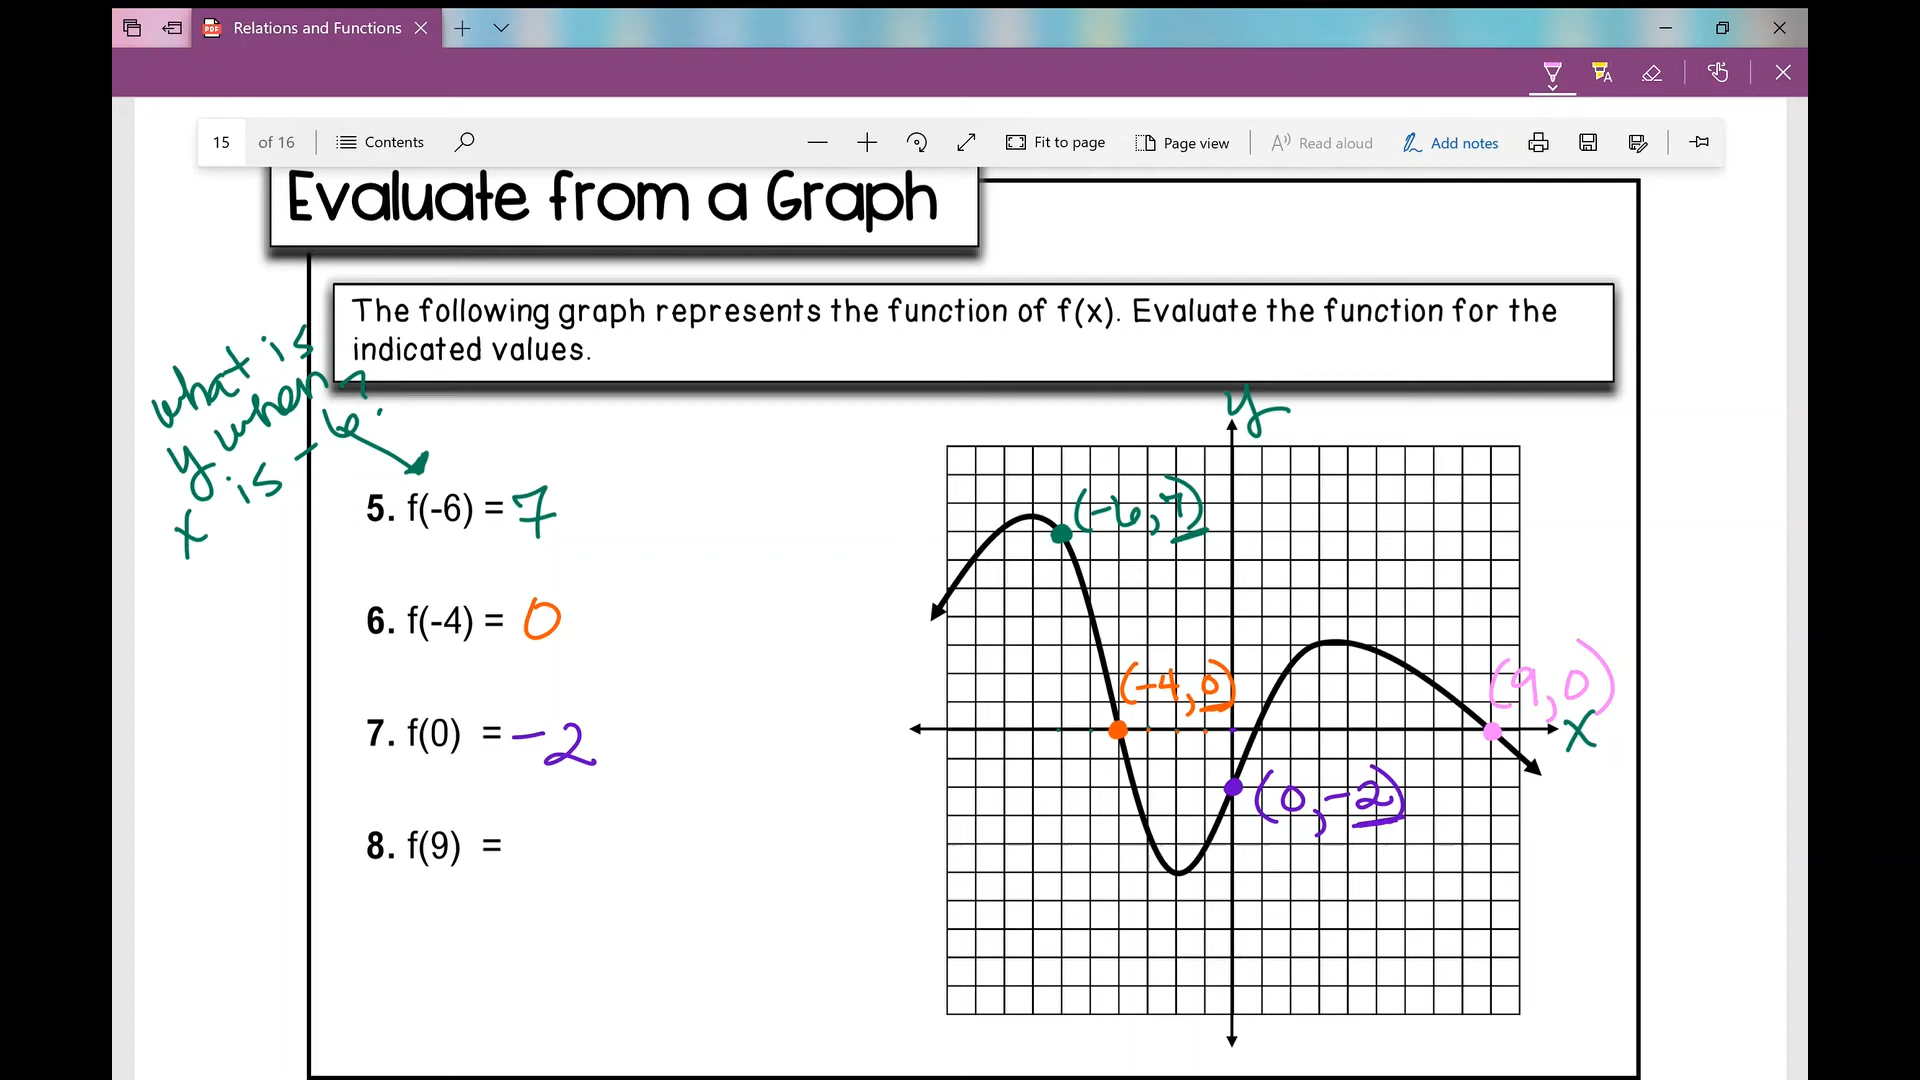 Relations and Functions
15 of 16 Contents Fit to page Page view Read aloud Add notes
Evaluate from a Graph
The following graph represents the function of f(x). Evaluate the function for the
indicated values.
what is
y when
x is -6?
5. f(-6) = 7
6. f(-4) = 0
7. f(0) = -2
8. f(9) =
y
(-6, 7)
(-4, 0)
(9, 0)
x
(0, -2)